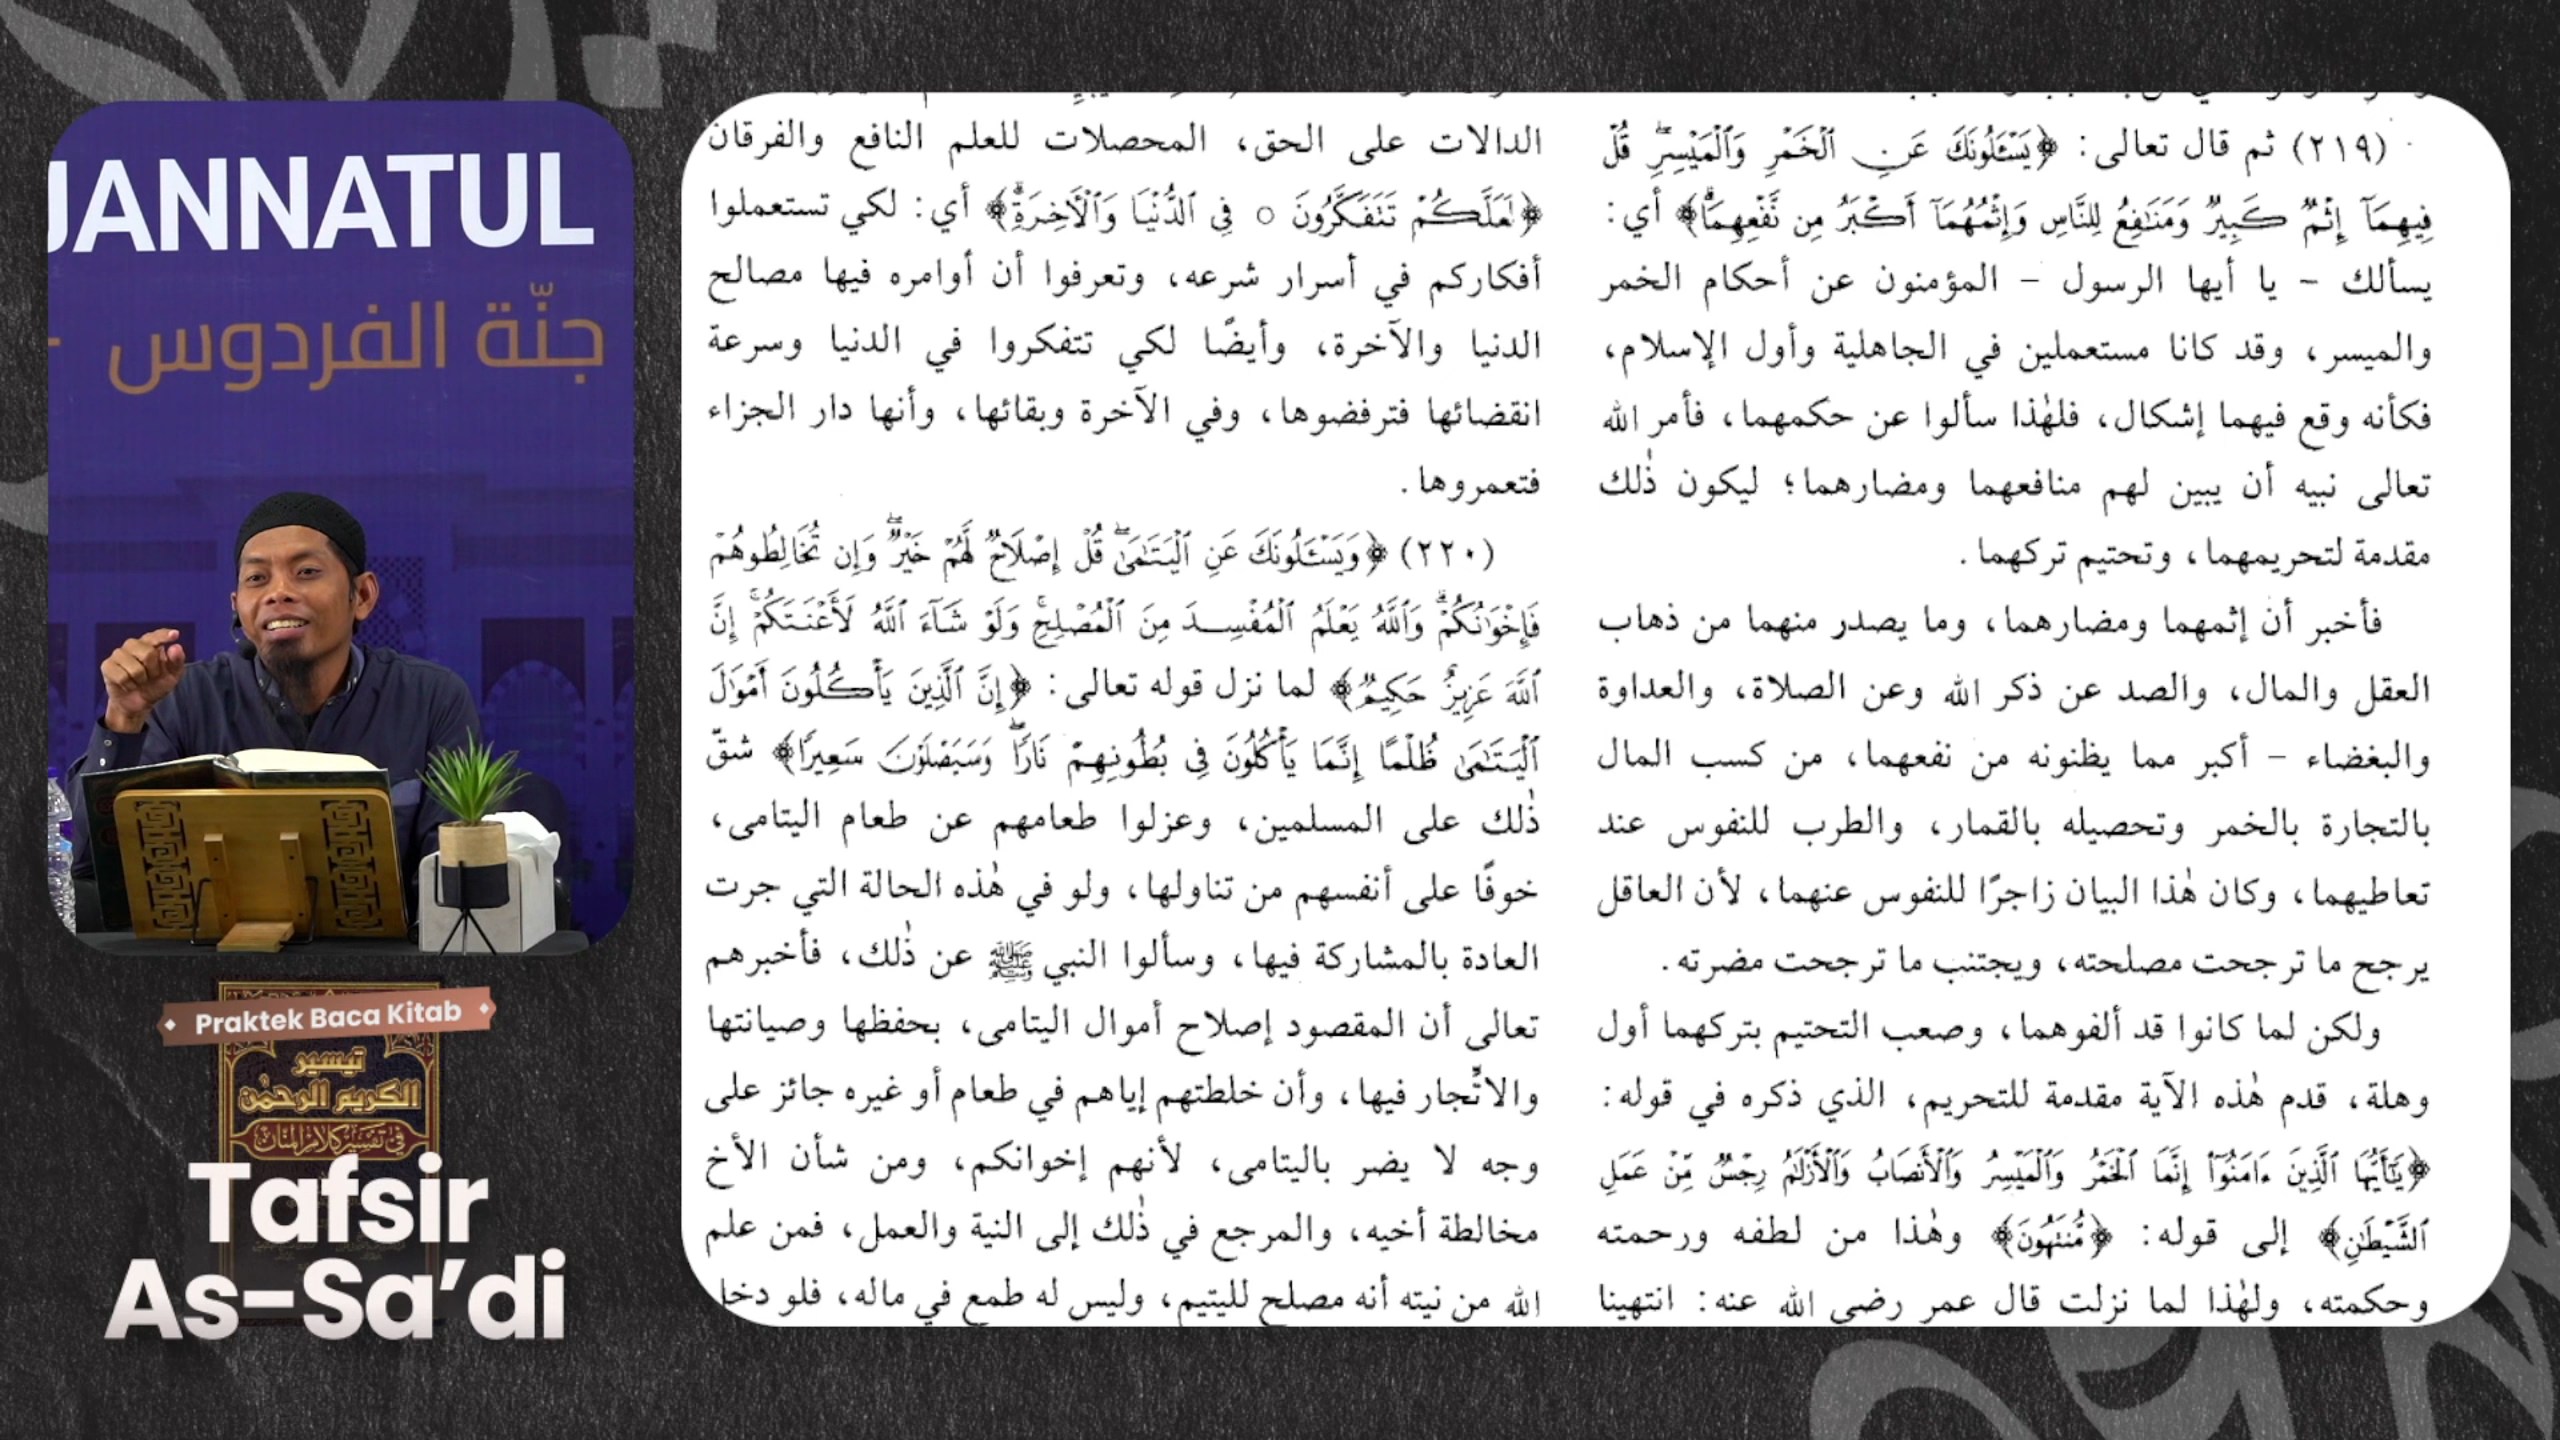 JANNATUL
جنّة الفردوس
Praktek Baca Kitab
تيسير
الكريم الرحمن
في تفسير كلام المنان
Tafsir
As-Sa’di
(٢١٩) ثم قال تعالى: ﴿يَسْـَٔلُونَكَ عَنِ ٱلْخَمْرِ وَٱلْمَيْسِرِۖ قُلْ
فِيهِمَآ إِثْمٌ كَبِيرٌ وَمَنَٰفِعُ لِلنَّاسِ وَإِثْمُهُمَآ أَكْبَرُ مِن نَّفْعِهِمَاۗ﴾ أي:
يسألك – يا أيها الرسول – المؤمنون عن أحكام الخمر
والميسر، وقد كانا مستعملين في الجاهلية وأول الإسلام،
فكأنه وقع فيهما إشكال، فلهٰذا سألوا عن حكمهما، فأمر الله
تعالى نبيه أن يبين لهم منافعهما ومضارهما؛ ليكون ذٰلك
مقدمة لتحريمهما، وتحتيم تركهما.
فأخبر أن إثمهما ومضارهما، وما يصدر منهما من ذهاب
العقل والمال، والصد عن ذكر الله وعن الصلاة، والعداوة
والبغضاء – أكبر مما يظنونه من نفعهما، من كسب المال
بالتجارة بالخمر وتحصيله بالقمار، والطرب للنفوس عند
تعاطيهما، وكان هٰذا البيان زاجرًا للنفوس عنهما، لأن العاقل
يرجح ما ترجحت مصلحته، ويجتنب ما ترجحت مضرته.
ولكن لما كانوا قد ألفوهما، وصعب التحتيم بتركهما أول
وهلة، قدم هٰذه الآية مقدمة للتحريم، الذي ذكره في قوله:
﴿يَٰٓأَيُّهَا ٱلَّذِينَ ءَامَنُوٓا۟ إِنَّمَا ٱلْخَمْرُ وَٱلْمَيْسِرُ وَٱلْأَنصَابُ وَٱلْأَزْلَٰمُ رِجْسٌ مِّنْ عَمَلِ
ٱلشَّيْطَٰنِ﴾ إلى قوله: ﴿مُّنتَهُونَ﴾ وهٰذا من لطفه ورحمته
وحكمته، ولهٰذا لما نزلت قال عمر رضي الله عنه: انتهينا
الدالات على الحق، المحصلات للعلم النافع والفرقان
﴿لَعَلَّكُمْ تَتَفَكَّرُونَ ○ فِى ٱلدُّنْيَا وَٱلْءَاخِرَةِۗ﴾ أي: لكي تستعملوا
أفكاركم في أسرار شرعه، وتعرفوا أن أوامره فيها مصالح
الدنيا والآخرة، وأيضًا لكي تتفكروا في الدنيا وسرعة
انقضائها فترفضوها، وفي الآخرة وبقائها، وأنها دار الجزاء
فتعمروها.
(٢٢٠) ﴿وَيَسْـَٔلُونَكَ عَنِ ٱلْيَتَٰمَىٰۖ قُلْ إِصْلَاحٌ لَّهُمْ خَيْرٌۖ وَإِن تُخَالِطُوهُمْ
فَإِخْوَٰنُكُمْۚ وَٱللَّهُ يَعْلَمُ ٱلْمُفْسِدَ مِنَ ٱلْمُصْلِحِۚ وَلَوْ شَآءَ ٱللَّهُ لَأَعْنَتَكُمْۚ إِنَّ
ٱللَّهَ عَزِيزٌ حَكِيمٌ﴾ لما نزل قوله تعالى: ﴿إِنَّ ٱلَّذِينَ يَأْكُلُونَ أَمْوَٰلَ
ٱلْيَتَٰمَىٰ ظُلْمًا إِنَّمَا يَأْكُلُونَ فِى بُطُونِهِمْ نَارًاۖ وَسَيَصْلَوْنَ سَعِيرًا﴾ شقّ
ذٰلك على المسلمين، وعزلوا طعامهم عن طعام اليتامى،
خوفًا على أنفسهم من تناولها، ولو في هٰذه الحالة التي جرت
العادة بالمشاركة فيها، وسألوا النبي ﷺ عن ذٰلك، فأخبرهم
تعالى أن المقصود إصلاح أموال اليتامى، بحفظها وصيانتها
والاتِّجار فيها، وأن خلطتهم إياهم في طعام أو غيره جائز على
وجه لا يضر باليتامى، لأنهم إخوانكم، ومن شأن الأخ
مخالطة أخيه، والمرجع في ذٰلك إلى النية والعمل، فمن علم
الله من نيته أنه مصلح لليتيم، وليس له طمع في ماله، فلو دخل